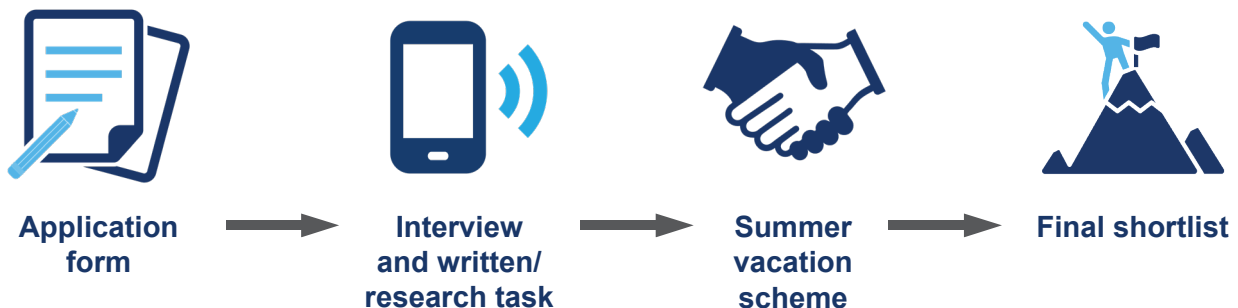 Application
form
Interview
and written/
research task
Summer
vacation
scheme
Final shortlist